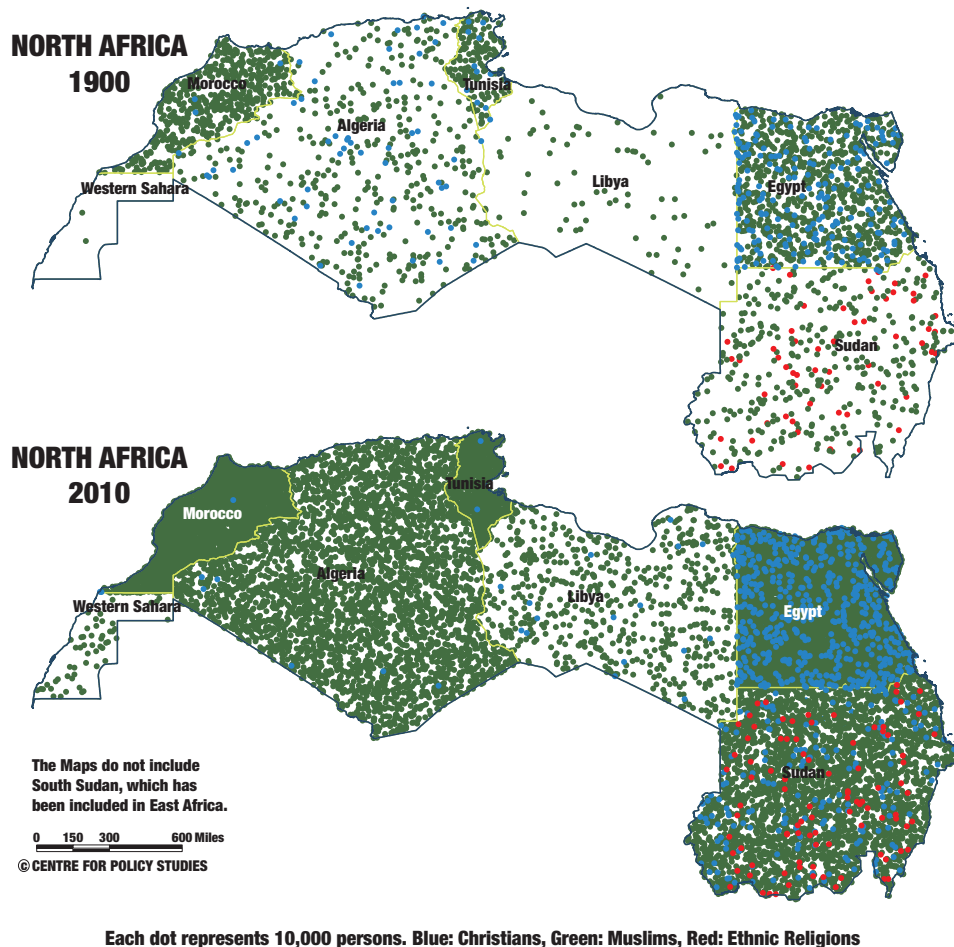 NORTH AFRICA
1900
Morocco
Tunisia
Algeria
Western Sahara
Libya
Egypt
Sudan
NORTH AFRICA
2010
Tunisia
Morocco
Algeria
Western Sahara
Libya
Egypt
Sudan
The Maps do not include
South Sudan, which has
been included in East Africa.
0 150 300 600 Miles
© CENTRE FOR POLICY STUDIES
Each dot represents 10,000 persons. Blue: Christians, Green: Muslims, Red: Ethnic Religions